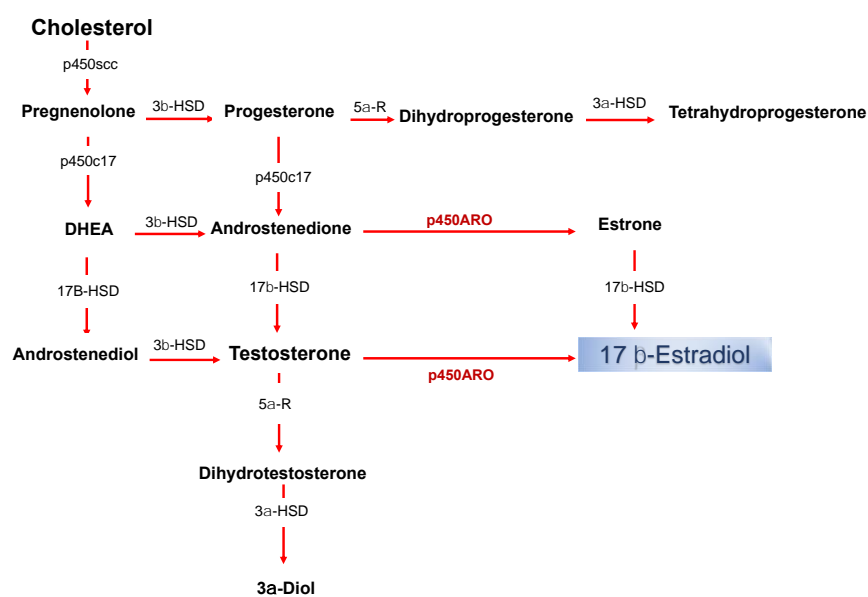 Cholesterol
p450scc
Pregnenolone
3b-HSD
Progesterone
5a-R
Dihydroprogesterone
3a-HSD
Tetrahydroprogesterone
p450c17
p450c17
DHEA
3b-HSD
Androstenedione
p450ARO
Estrone
17B-HSD
17b-HSD
17b-HSD
Androstenediol
3b-HSD
Testosterone
p450ARO
17 b-Estradiol
5a-R
Dihydrotestosterone
3a-HSD
3a-Diol